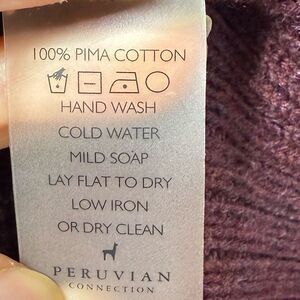 100% PIMA COTTON
HAND WASH
COLD WATER
MILD SOAP
LAY FLAT TO DRY
LOW IRON
OR DRY CLEAN
PERUVIAN
CONNECTION